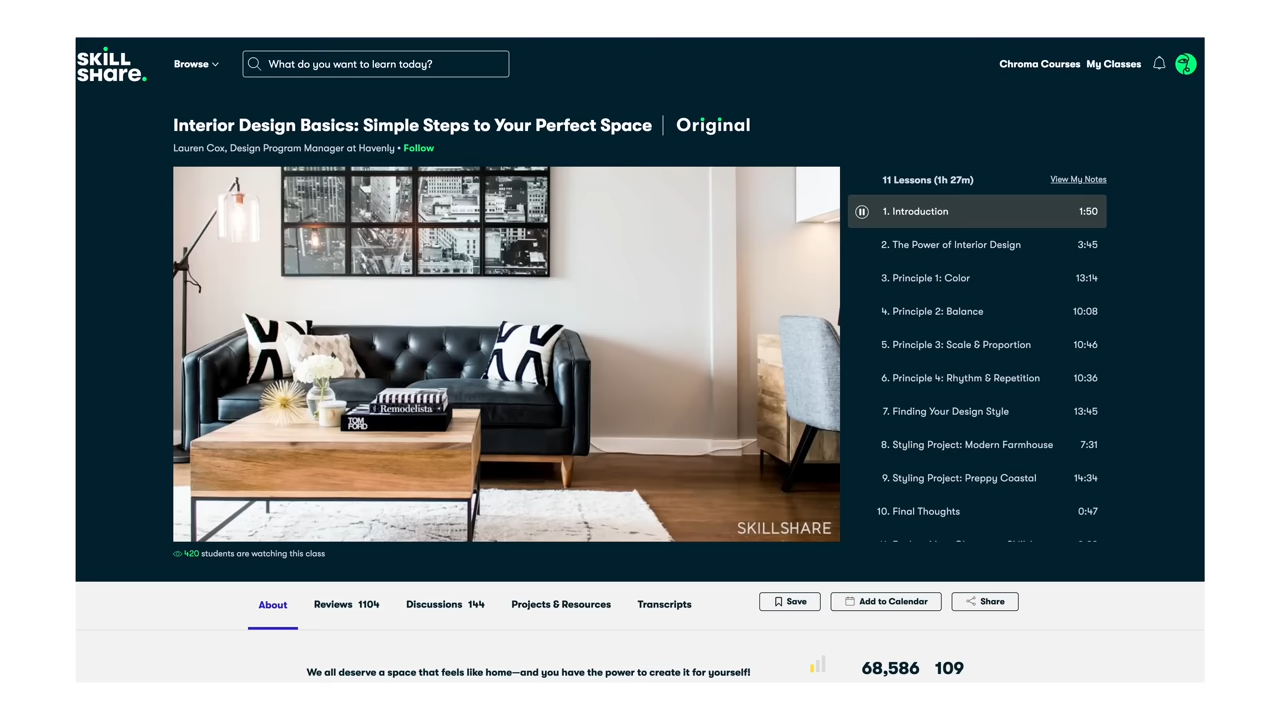 SKILL
SHARE.
Browse
What do you want to learn today?
Chroma Courses My Classes
Interior Design Basics: Simple Steps to Your Perfect Space | Original
Lauren Cox, Design Program Manager at Havenly • Follow
Remodelista
TOM
FORD
SKILLSHARE
420 students are watching this class
11 Lessons (1h 27m) View My Notes
1. Introduction 1:50
2. The Power of Interior Design 3:45
3. Principle 1: Color 13:14
4. Principle 2: Balance 10:08
5. Principle 3: Scale & Proportion 10:46
6. Principle 4: Rhythm & Repetition 10:36
7. Finding Your Design Style 13:45
8. Styling Project: Modern Farmhouse 7:31
9. Styling Project: Preppy Coastal 14:34
10. Final Thoughts 0:47
About Reviews 1104 Discussions 144 Projects & Resources Transcripts Save Add to Calendar Share
We all deserve a space that feels like home—and you have the power to create it for yourself!
68,586 109